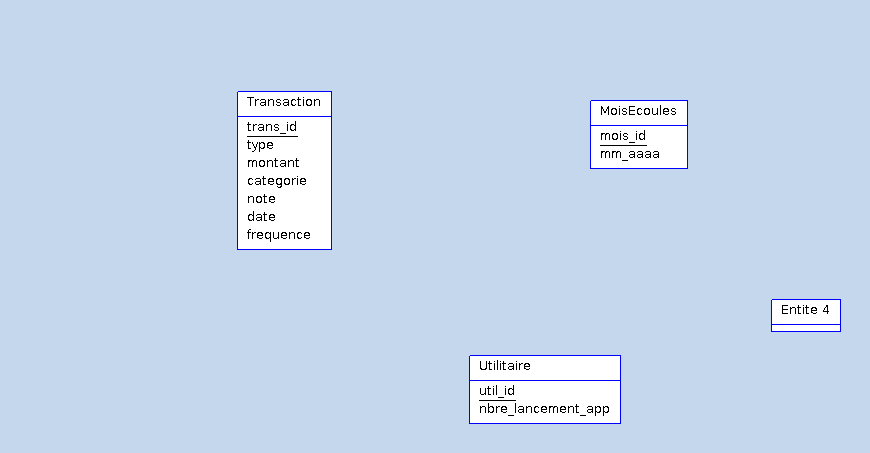 Transaction
trans_id
type
montant
categorie
note
date
frequence
MoisEcoules
mois_id
mm_aaaa
Entite 4
Utilitaire
util_id
nbre_lancement_app